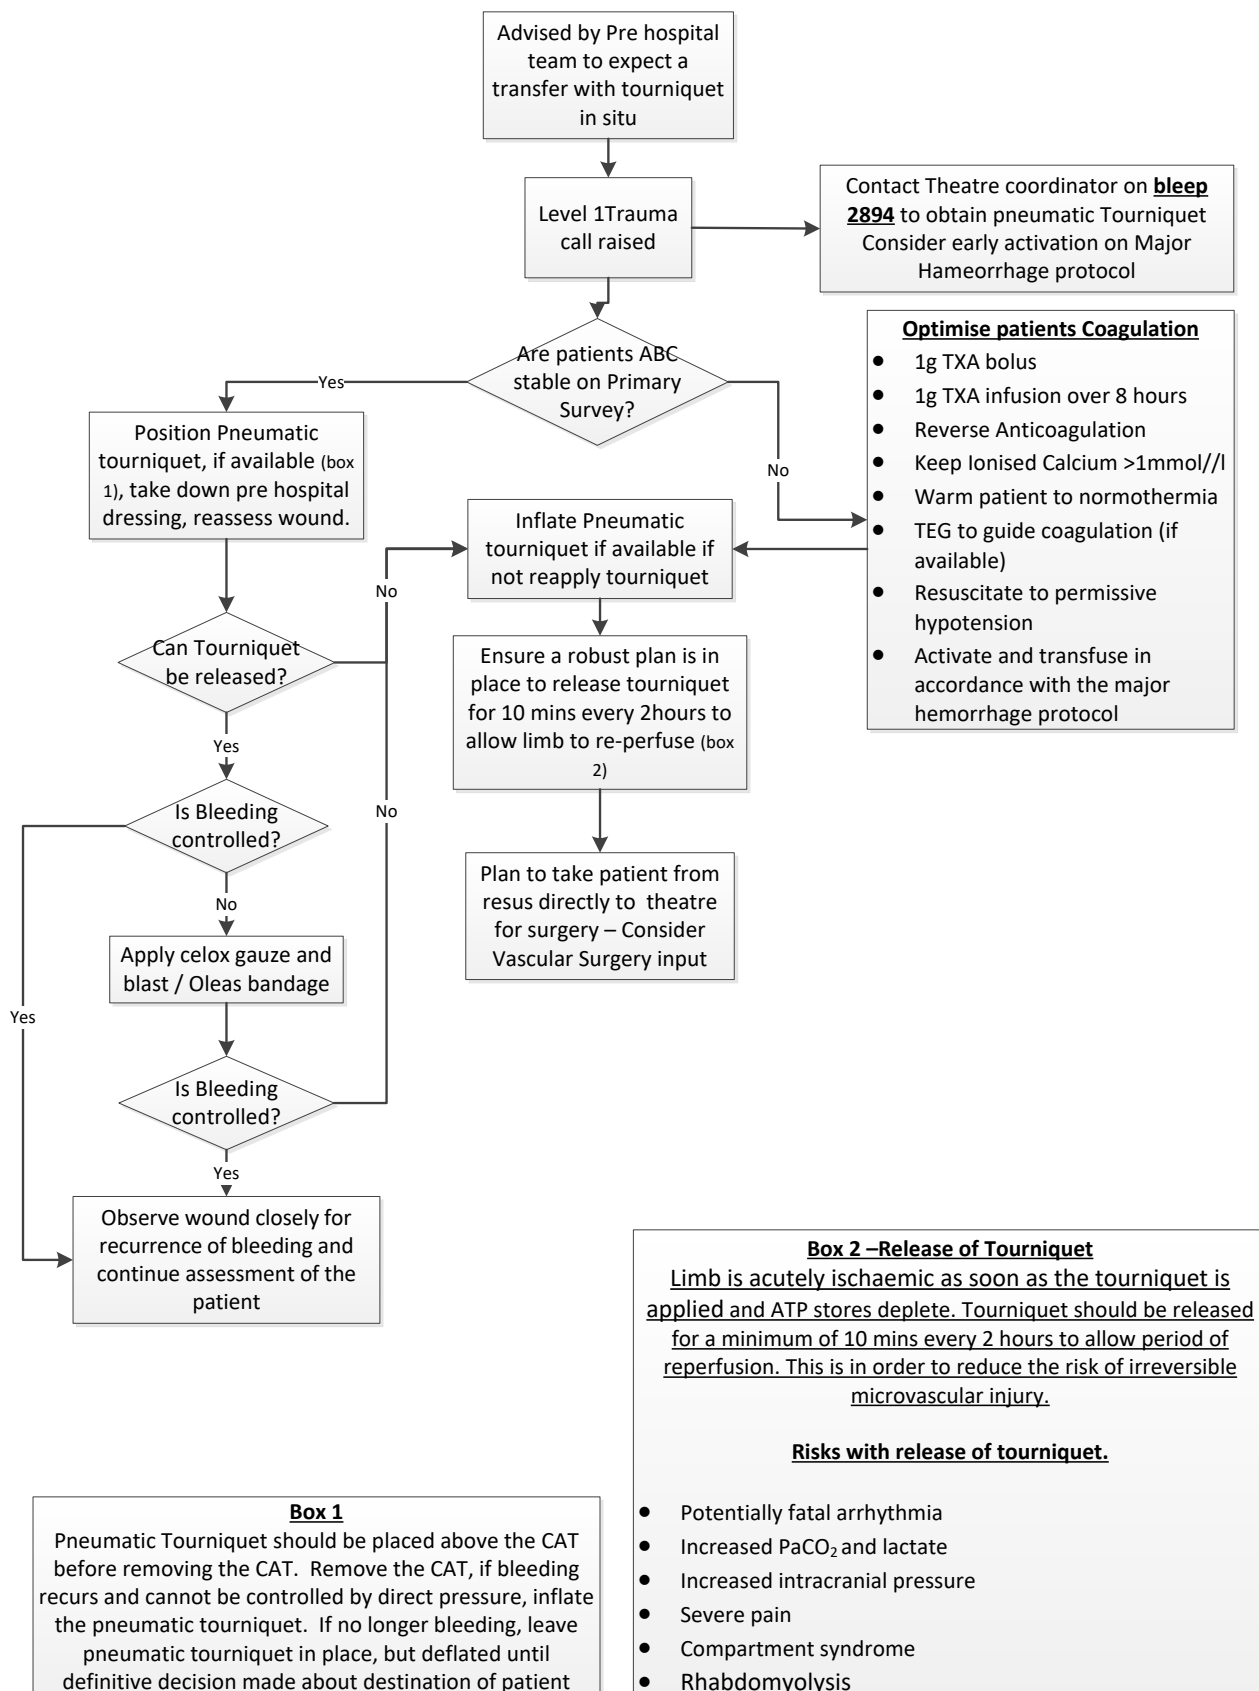 Advised by Pre hospital
team to expect a
transfer with tourniquet
in situ
Level 1Trauma
call raised
Contact Theatre coordinator on bleep
2894 to obtain pneumatic Tourniquet
Consider early activation on Major
Hameorrhage protocol
Are patients ABC
stable on Primary
Survey?
Yes
No
Optimise patients Coagulation
● 1g TXA bolus
● 1g TXA infusion over 8 hours
● Reverse Anticoagulation
● Keep Ionised Calcium >1mmol//l
● Warm patient to normothermia
● TEG to guide coagulation (if
available)
● Resuscitate to permissive
hypotension
● Activate and transfuse in
accordance with the major
hemorrhage protocol
Position Pneumatic
tourniquet, if available (box
1), take down pre hospital
dressing, reassess wound.
Inflate Pneumatic
tourniquet if available if
not reapply tourniquet
No
Can Tourniquet
be released?
Yes
Ensure a robust plan is in
place to release tourniquet
for 10 mins every 2hours to
allow limb to re-perfuse (box
2)
Is Bleeding
controlled?
No
No
Yes
Plan to take patient from
resus directly to theatre
for surgery – Consider
Vascular Surgery input
Apply celox gauze and
blast / Oleas bandage
Is Bleeding
controlled?
Yes
Observe wound closely for
recurrence of bleeding and
continue assessment of the
patient
Box 2 –Release of Tourniquet
Limb is acutely ischaemic as soon as the tourniquet is
applied and ATP stores deplete. Tourniquet should be released
for a minimum of 10 mins every 2 hours to allow period of
reperfusion. This is in order to reduce the risk of irreversible
microvascular injury.
Risks with release of tourniquet.
● Potentially fatal arrhythmia
● Increased PaCO₂ and lactate
● Increased intracranial pressure
● Severe pain
● Compartment syndrome
● Rhabdomyolysis
Box 1
Pneumatic Tourniquet should be placed above the CAT
before removing the CAT. Remove the CAT, if bleeding
recurs and cannot be controlled by direct pressure, inflate
the pneumatic tourniquet. If no longer bleeding, leave
pneumatic tourniquet in place, but deflated until
definitive decision made about destination of patient